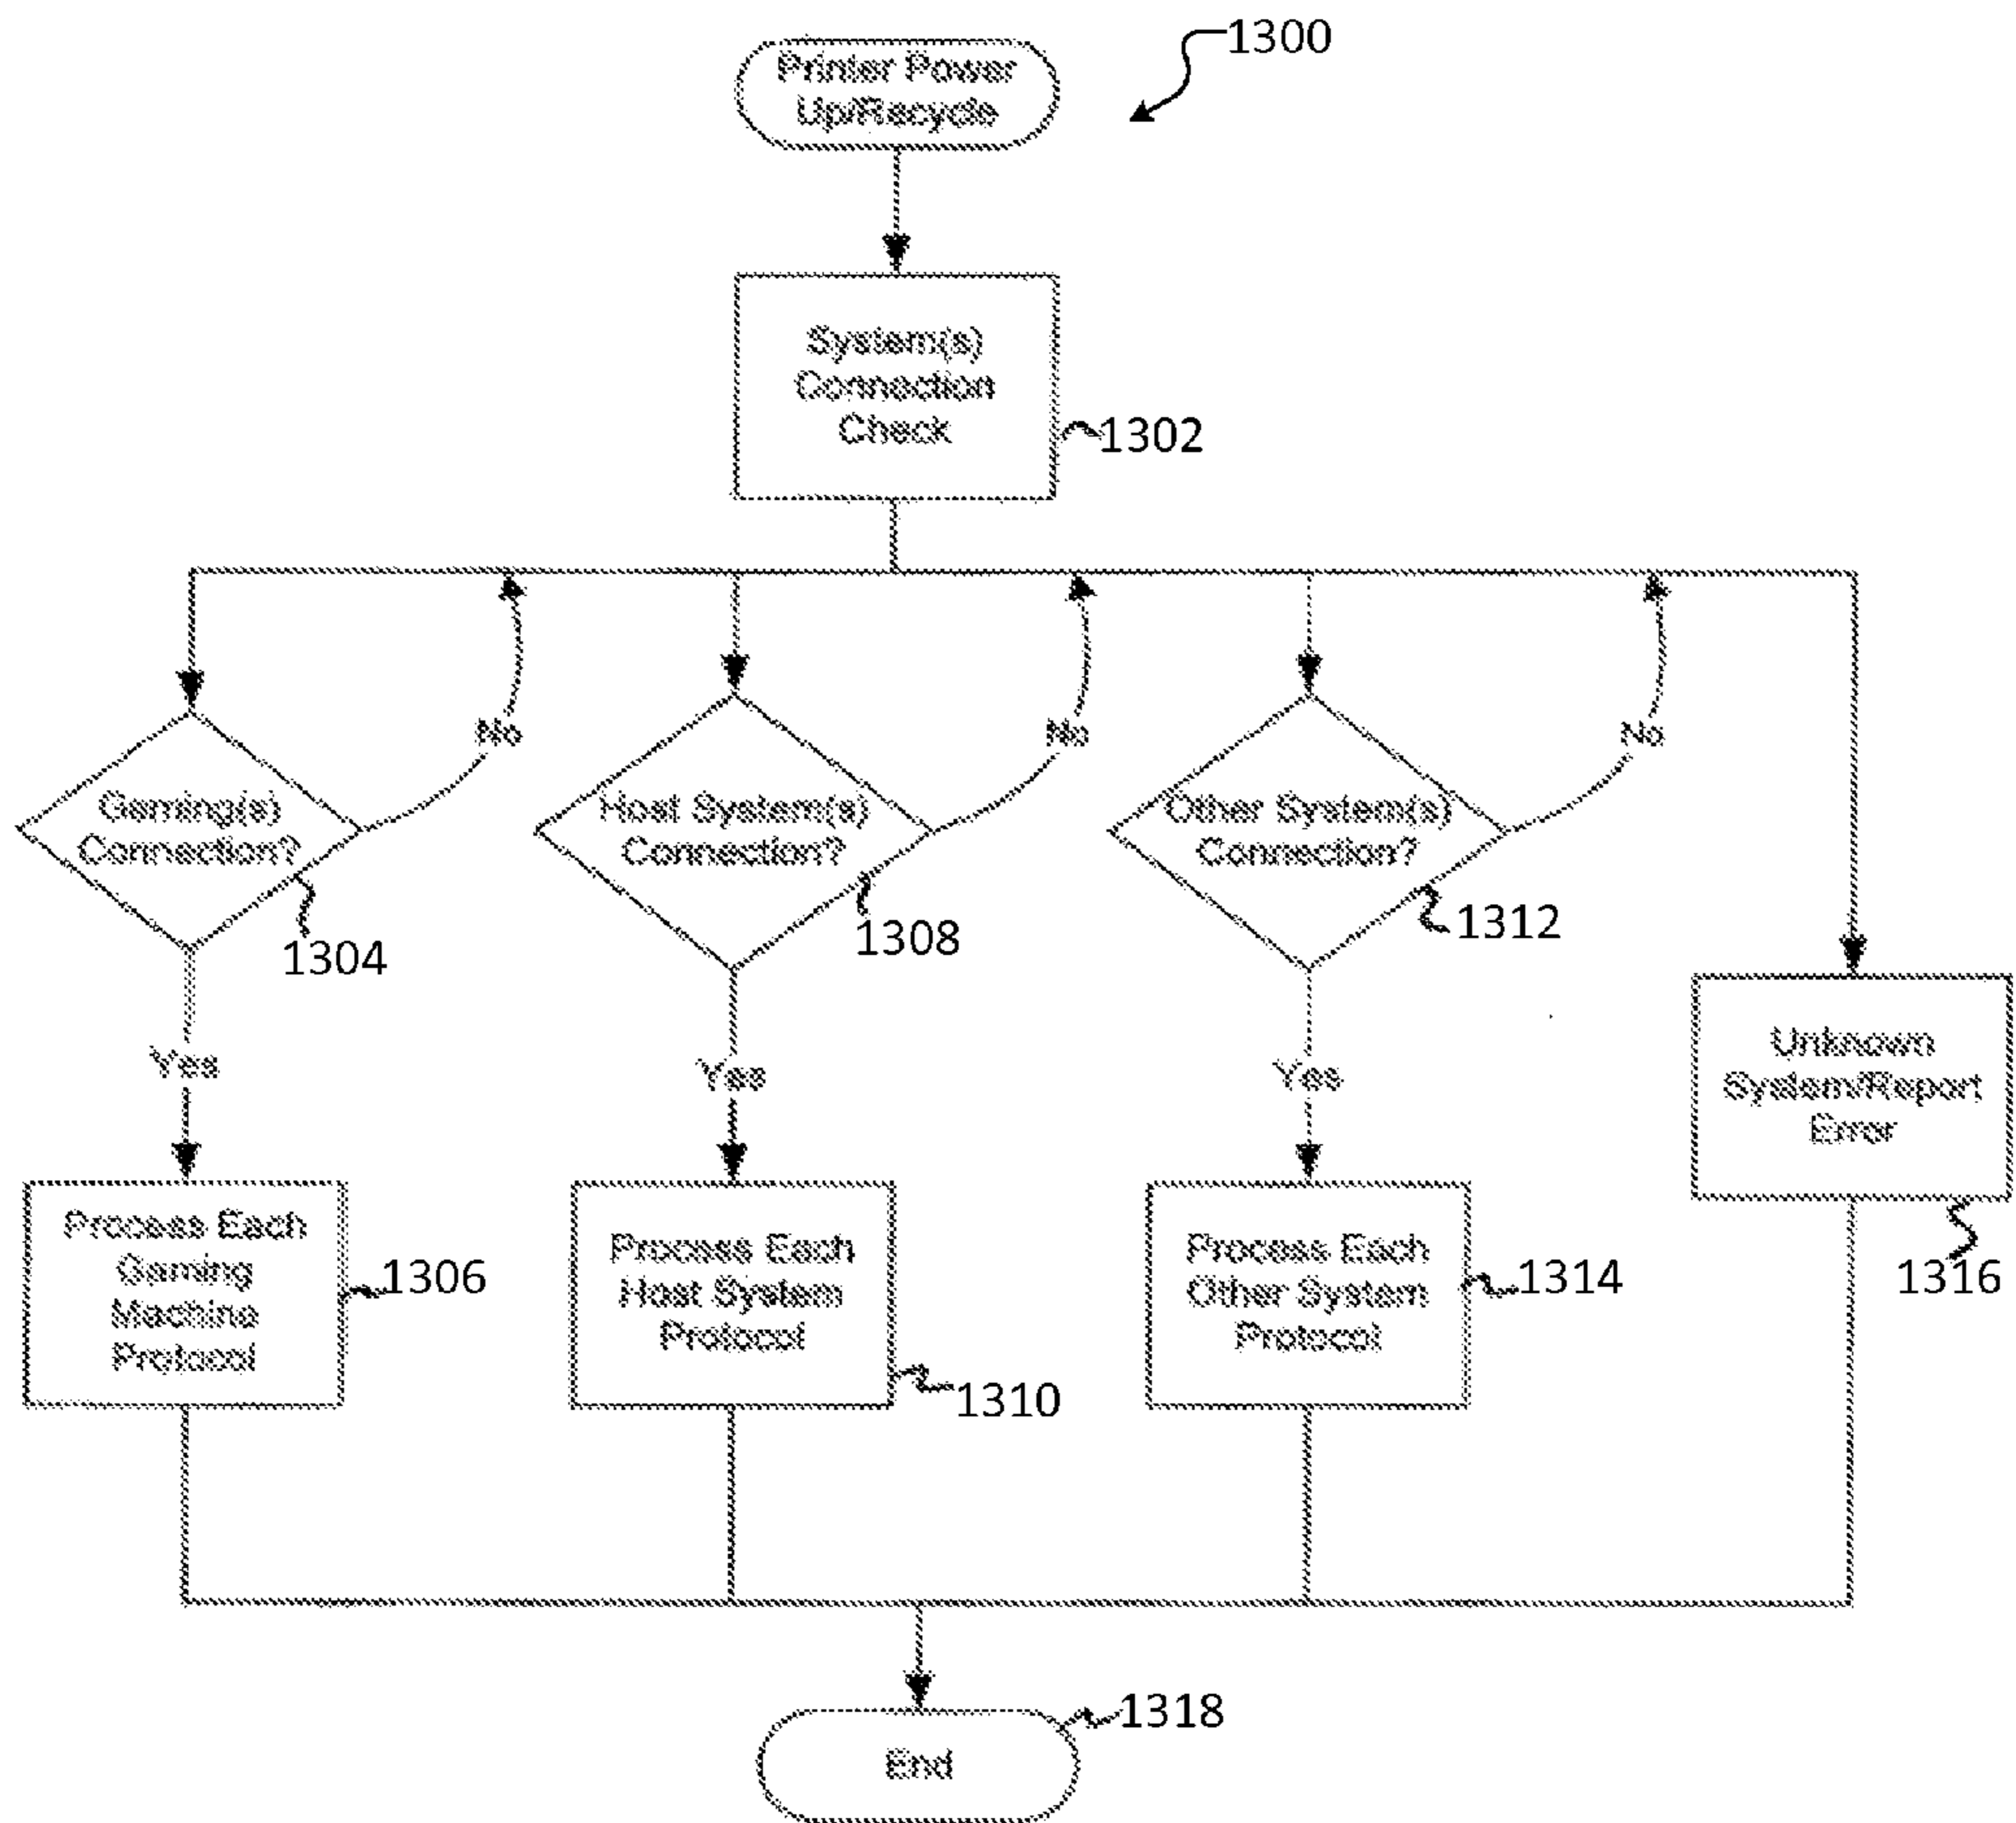 1300
Printer Power
Up/Recycle
System(s)
Connection
Check
1302
No
No
No
Gaming(s)
Connection?
1304
Host System(s)
Connection?
1308
Other System(s)
Connection?
1312
Yes
Yes
Yes
Unknown
System/Report
Error
1316
Process Each
Gaming
Machine
Protocol
1306
Process Each
Host System
Protocol
1310
Process Each
Other System
Protocol
1314
1318
End